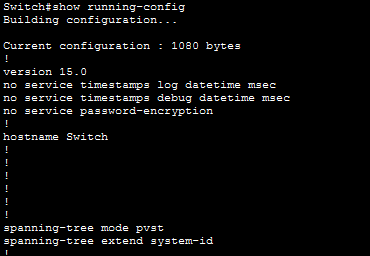 Switch#show running-config
Building configuration...
Current configuration : 1080 bytes
!
version 15.0
no service timestamps log datetime msec
no service timestamps debug datetime msec
no service password-encryption
!
hostname Switch
!
!
!
!
!
!
spanning-tree mode pvst
spanning-tree extend system-id
!